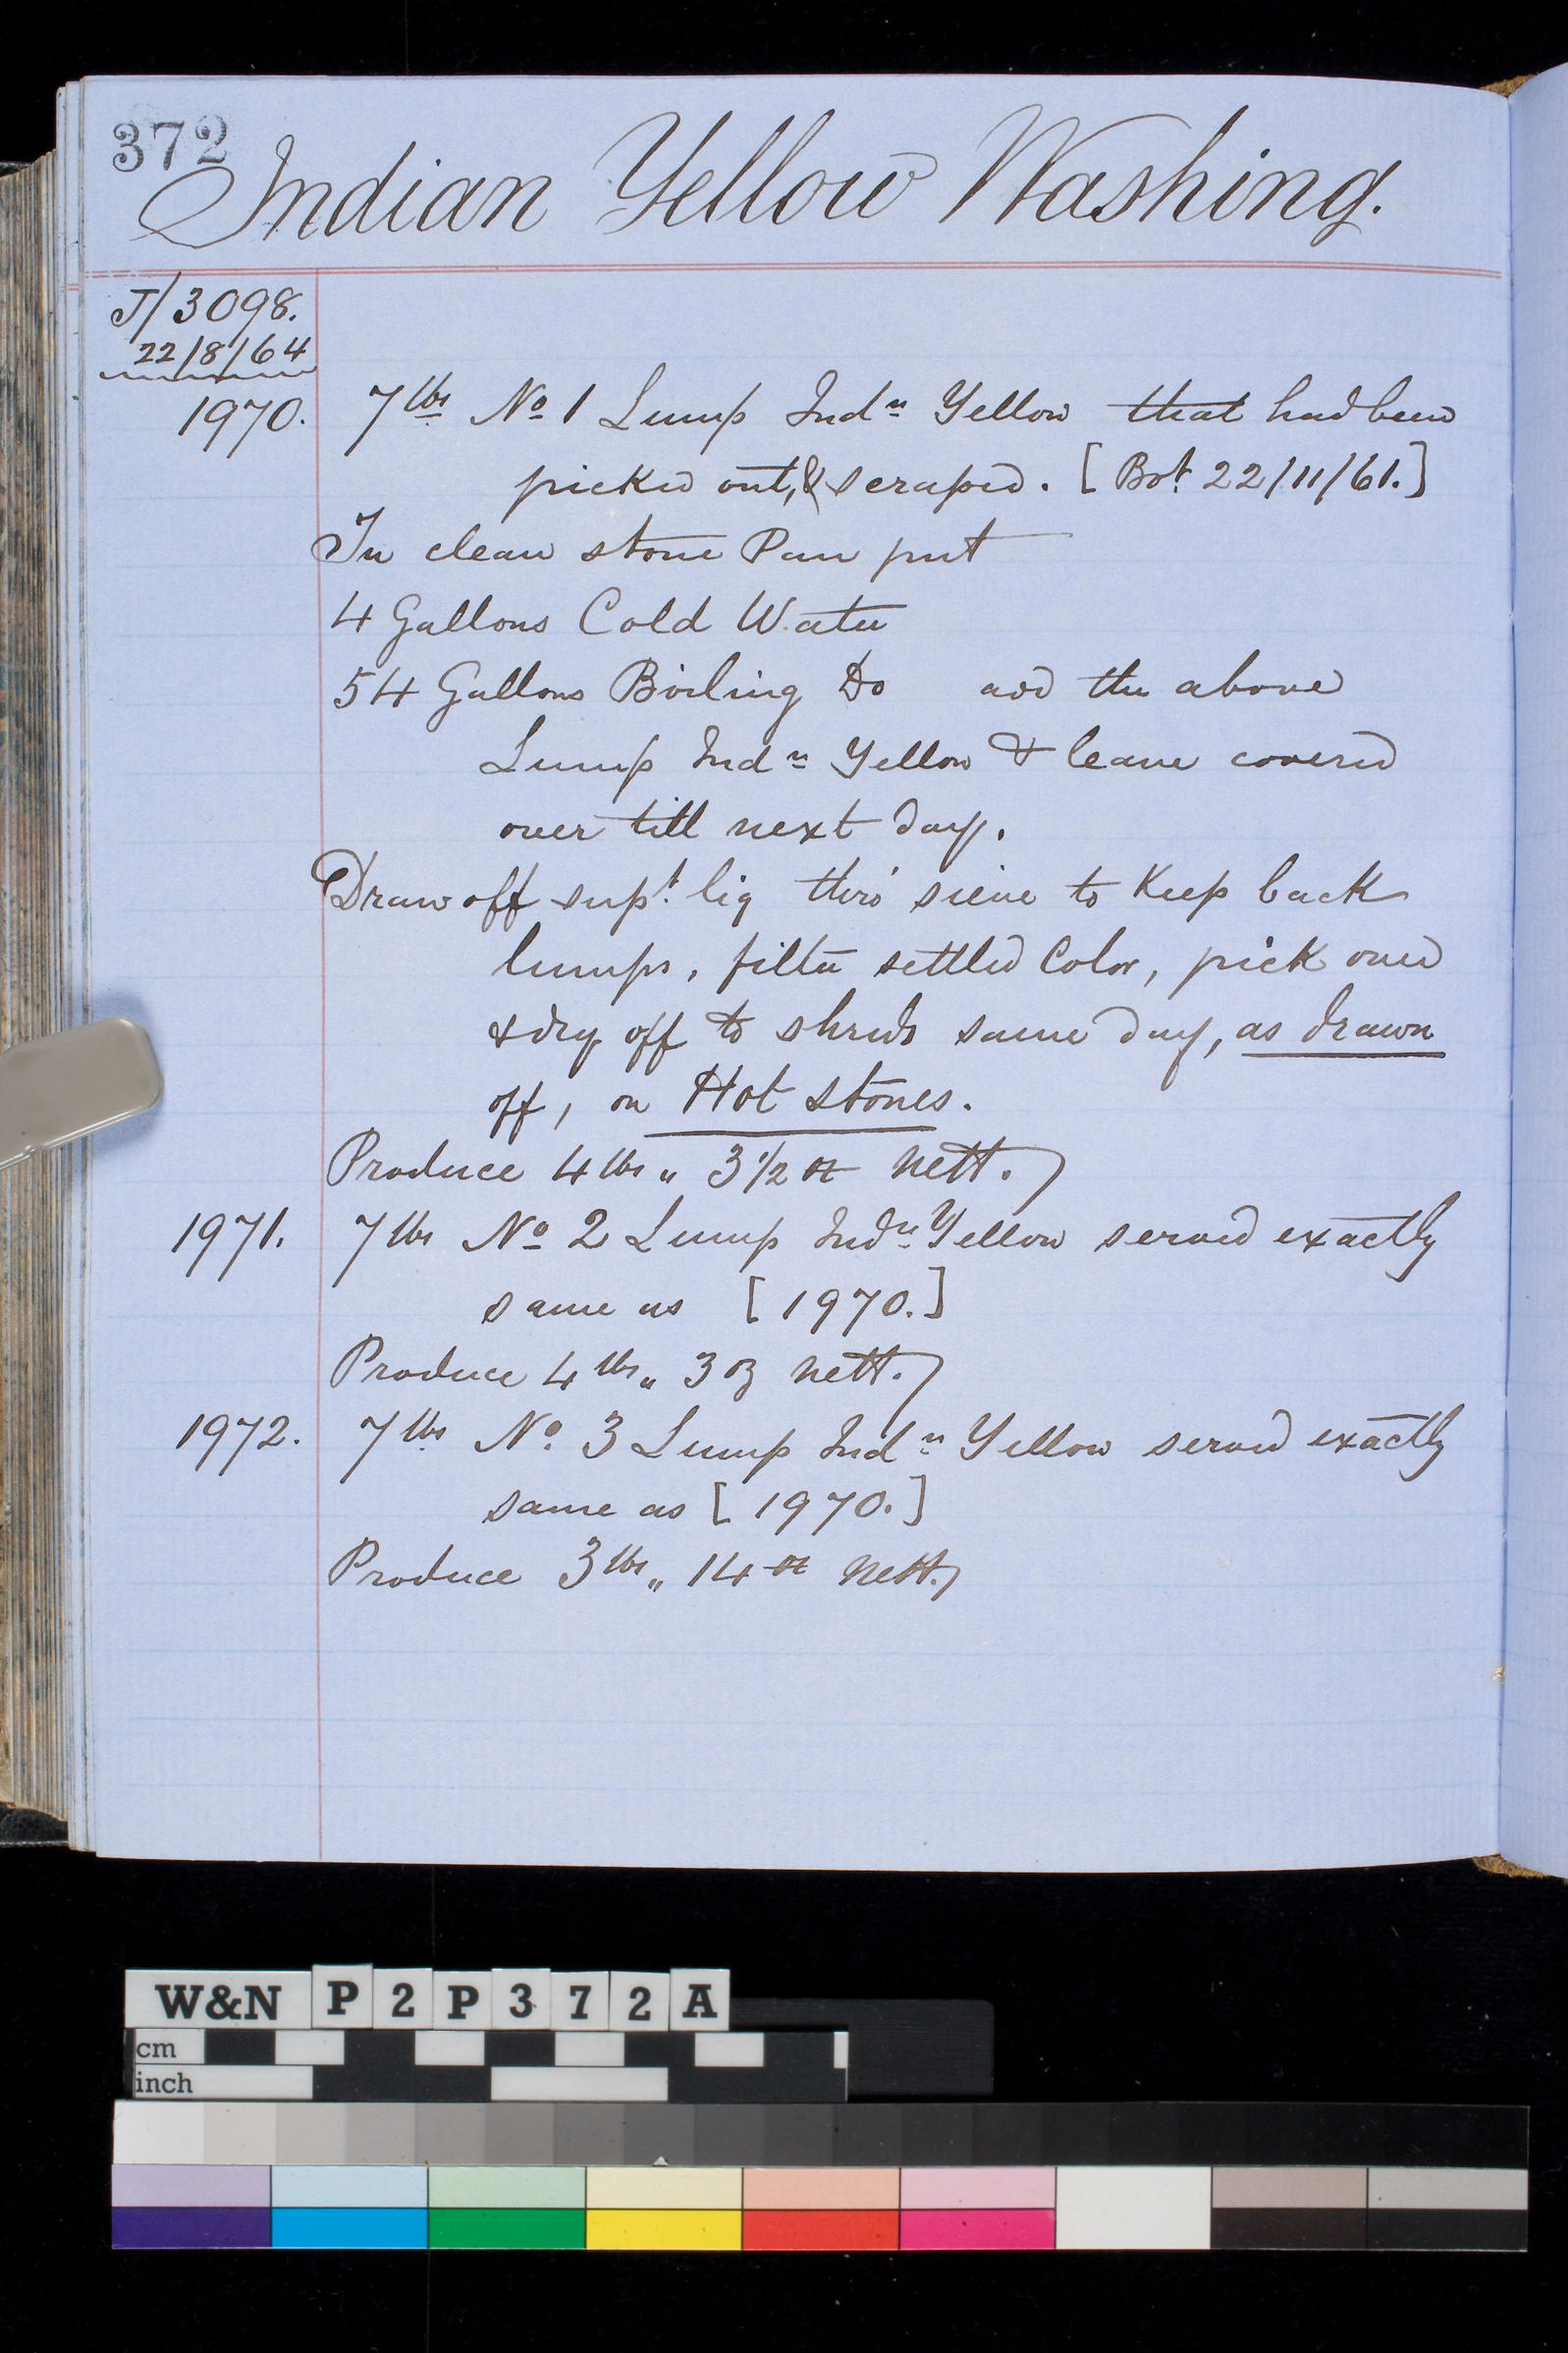 372
Indian Yellow Washing.
J/3098.
22/8/64
1970. 7 lbs No 1 Lump Indn Yellow that had been
picked out, & scraped. [Bot. 22/11/61.]
In clean stone Pan put
4 Gallons Cold Water
54 Gallons Boiling Do add the above
Lump Indn Yellow & leave covered
over till next day.
Draw off supt. liq thro' sieve to Keep back
lumps, filter settled Color, pick over
& dry off to shreds same day, as drawn
off, on Hot stones.
Produce 4 lbs " 3 1/2 oz nett.
1971. 7 lbs No 2 Lump Indn Yellow served exactly
same as [1970.]
Produce 4 lbs " 3 oz nett.
1972. 7 lbs No. 3 Lump Indn Yellow served exactly
same as [1970.]
Produce 3 lbs " 14 oz nett.
W&N P2P372A
cm
inch